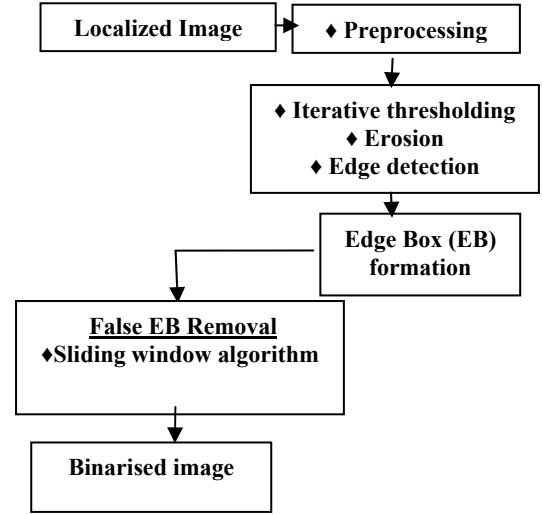 Localized Image
♦ Preprocessing
♦ Iterative thresholding
♦ Erosion
♦ Edge detection
Edge Box (EB)
formation
False EB Removal
♦Sliding window algorithm
Binarised image